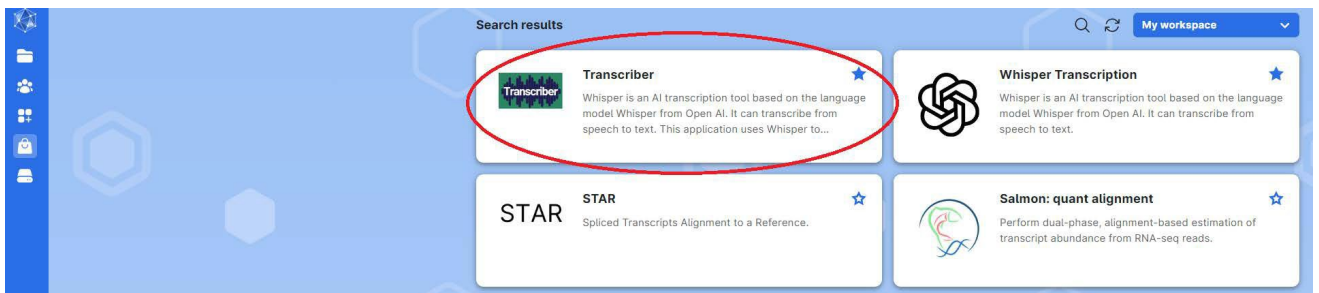 Search results
My workspace
Transcriber
Transcriber
Whisper is an AI transcription tool based on the language
model Whisper from Open AI. It can transcribe from
speech to text. This application uses Whisper to...
Whisper Transcription
Whisper is an AI transcription tool based on the language
model Whisper from Open AI. It can transcribe from
speech to text.
STAR
STAR
Spliced Transcripts Alignment to a Reference.
Salmon: quant alignment
Perform dual-phase, alignment-based estimation of
transcript abundance from RNA-seq reads.